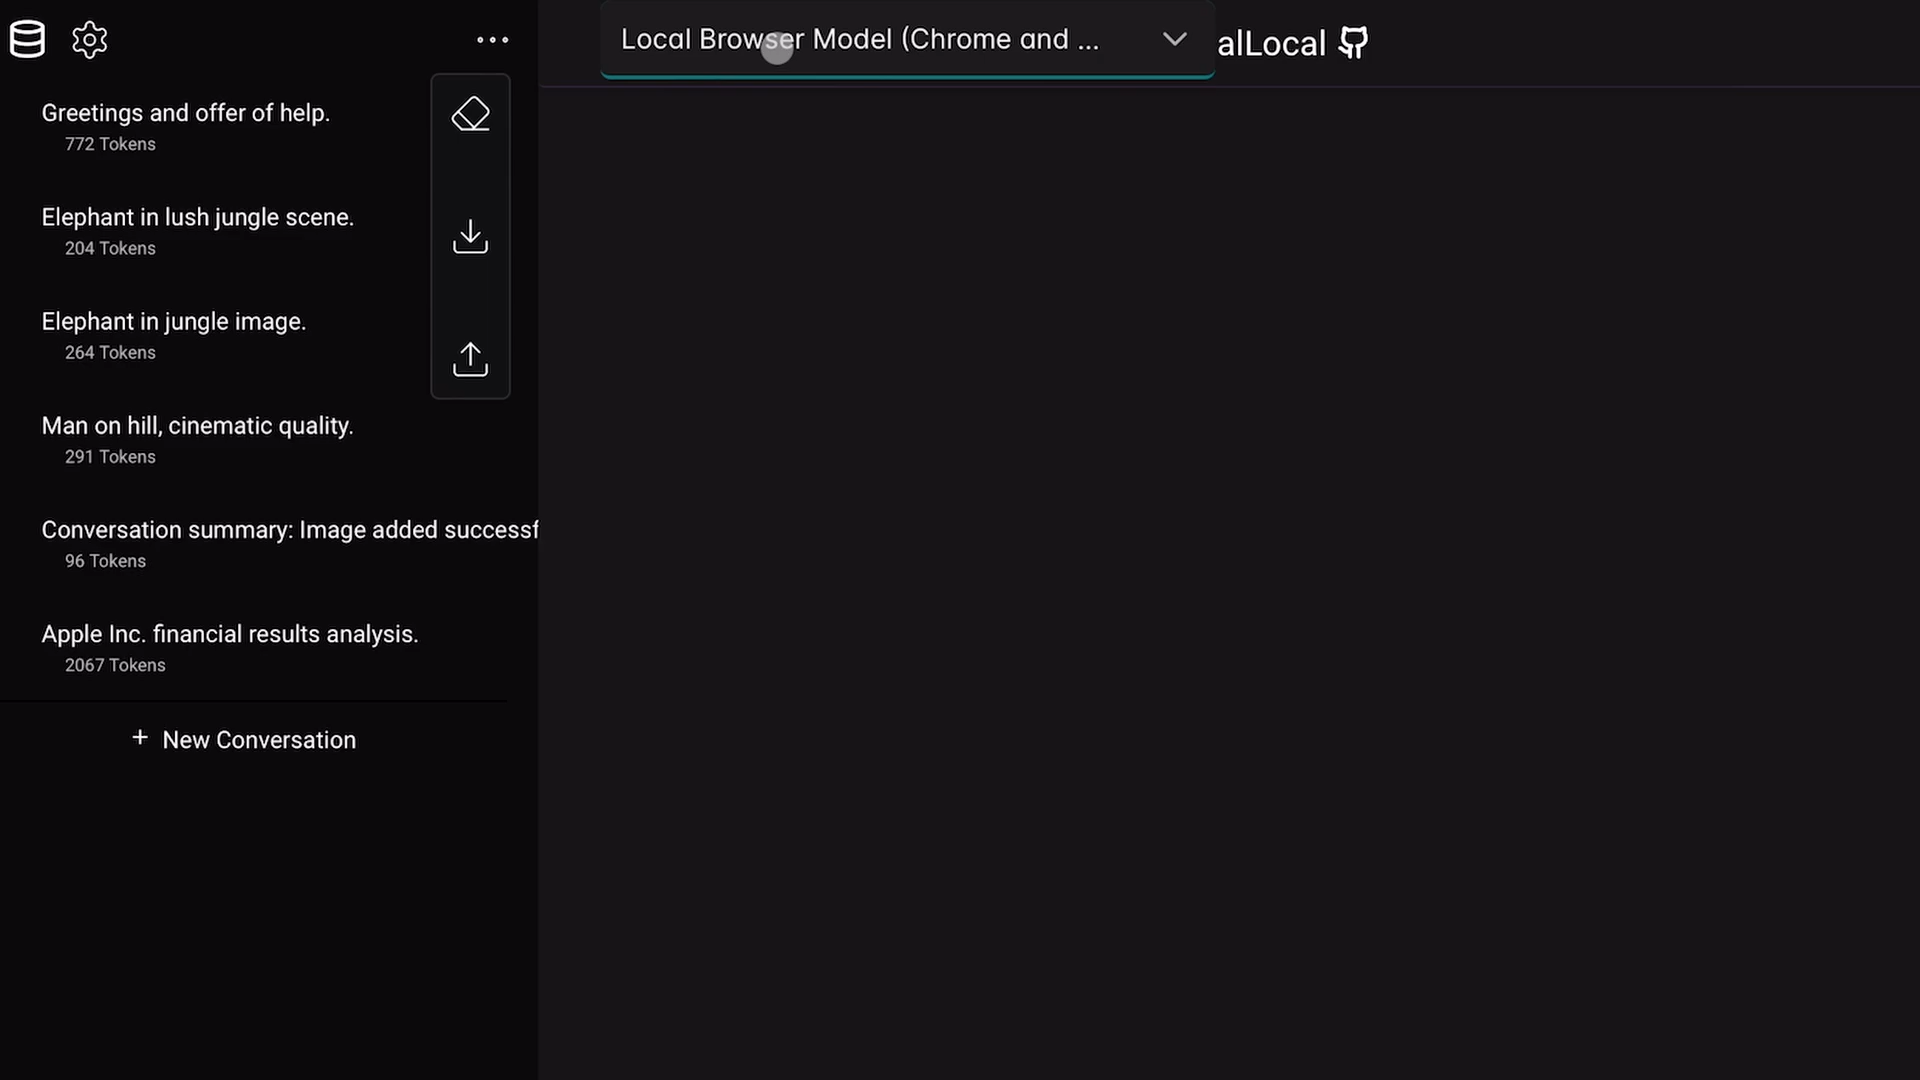 Local Browser Model (Chrome and ...
alLocal
Greetings and offer of help.
772 Tokens
Elephant in lush jungle scene.
204 Tokens
Elephant in jungle image.
264 Tokens
Man on hill, cinematic quality.
291 Tokens
Conversation summary: Image added successf
96 Tokens
Apple Inc. financial results analysis.
2067 Tokens
+ New Conversation